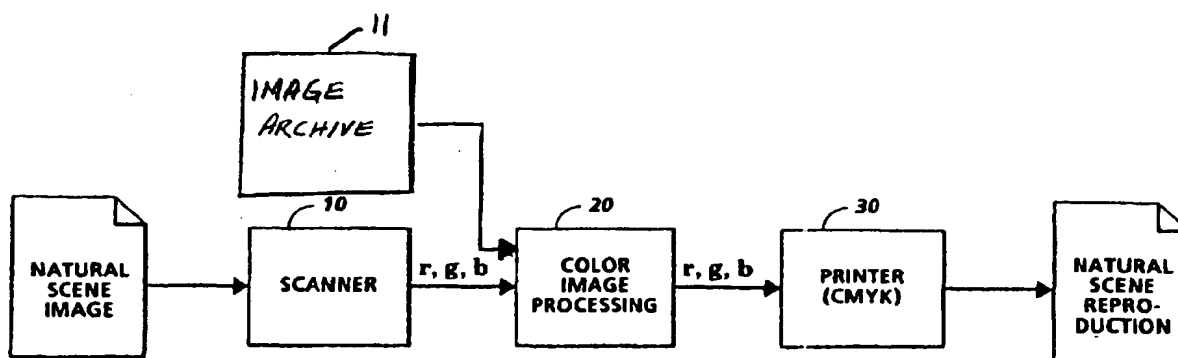 11
IMAGE
ARCHIVE
10
20
30
NATURAL
SCENE
IMAGE
SCANNER
r, g, b
COLOR
IMAGE
PROCESSING
r, g, b
PRINTER
(CMYK)
NATURAL
SCENE
REPRO-
DUCTION